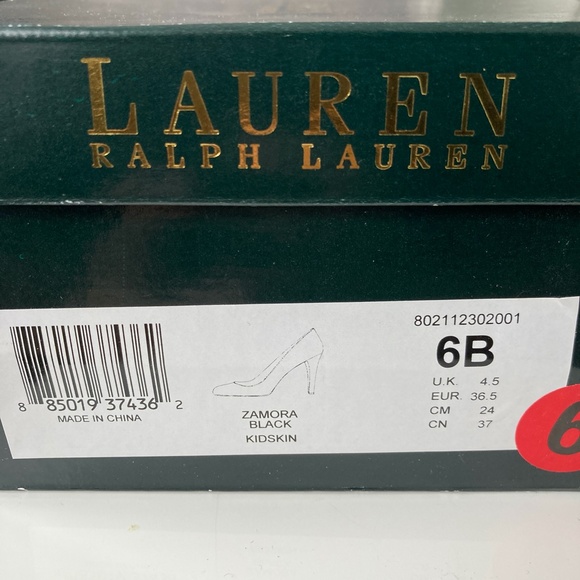 LAUREN
RALPH LAUREN
802112302001
6B
U.K. 4.5
EUR. 36.5
CM 24
CN 37
8 85019 37436 2
MADE IN CHINA
ZAMORA
BLACK
KIDSKIN
6